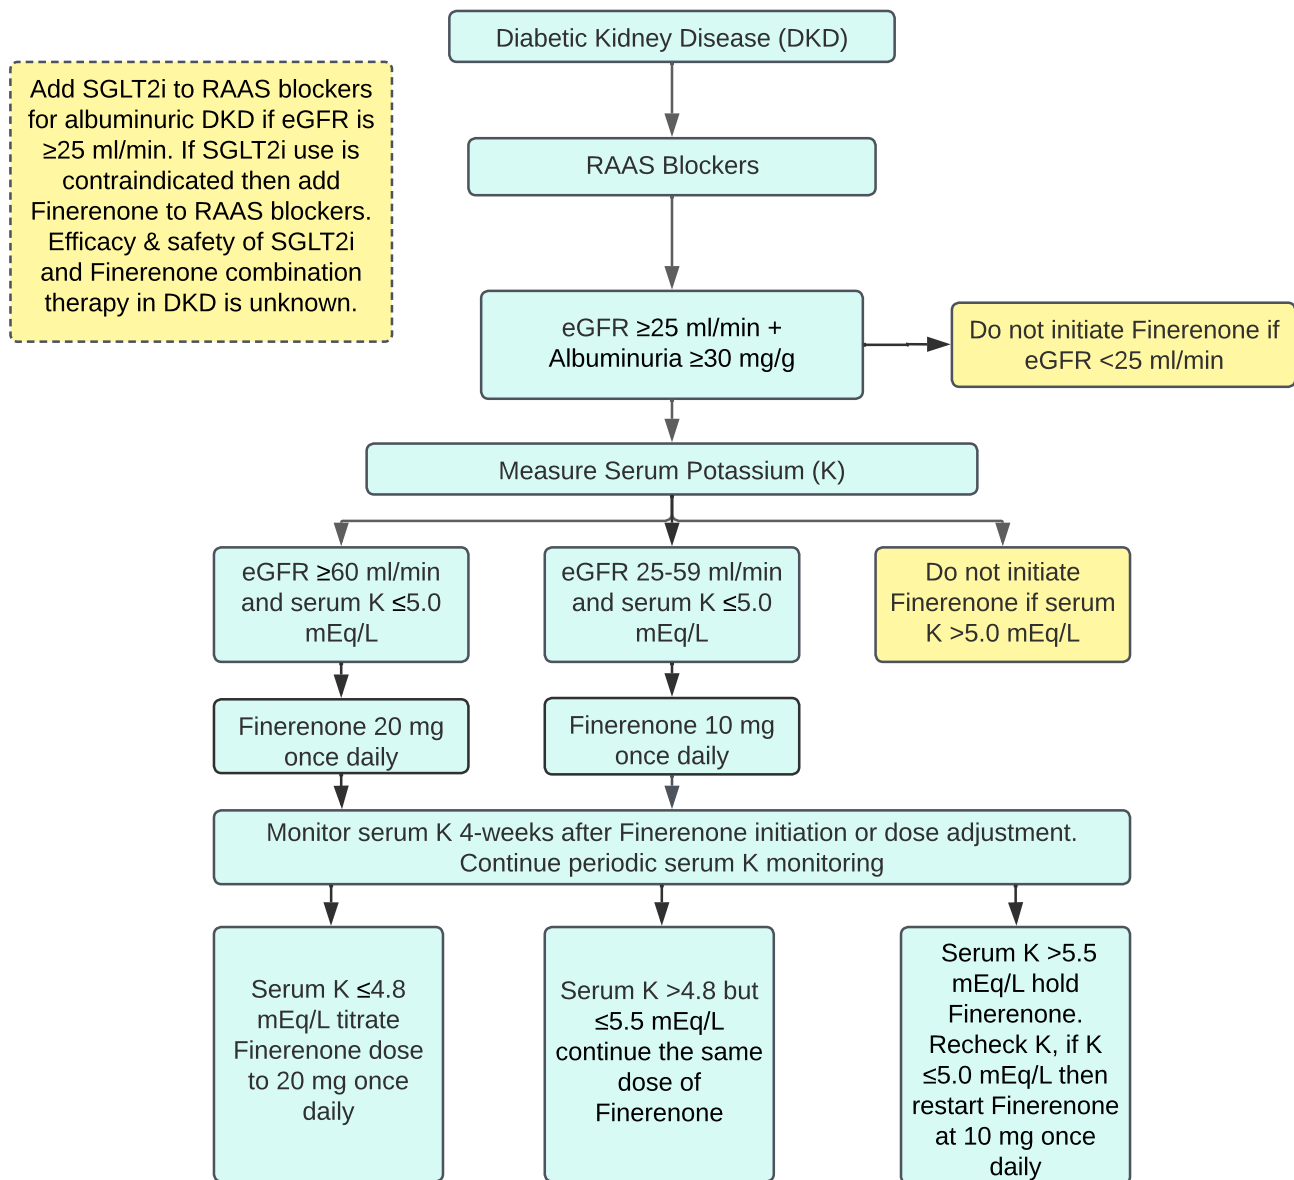 Diabetic Kidney Disease (DKD)
Add SGLT2i to RAAS blockers
for albuminuric DKD if eGFR is
≥25 ml/min. If SGLT2i use is
contraindicated then add
Finerenone to RAAS blockers.
Efficacy & safety of SGLT2i
and Finerenone combination
therapy in DKD is unknown.
RAAS Blockers
eGFR ≥25 ml/min +
Albuminuria ≥30 mg/g
Do not initiate Finerenone if
eGFR <25 ml/min
Measure Serum Potassium (K)
eGFR ≥60 ml/min
and serum K ≤5.0
mEq/L
eGFR 25-59 ml/min
and serum K ≤5.0
mEq/L
Do not initiate
Finerenone if serum
K >5.0 mEq/L
Finerenone 20 mg
once daily
Finerenone 10 mg
once daily
Monitor serum K 4-weeks after Finerenone initiation or dose adjustment.
Continue periodic serum K monitoring
Serum K ≤4.8
mEq/L titrate
Finerenone dose
to 20 mg once
daily
Serum K >4.8 but
≤5.5 mEq/L
continue the same
dose of
Finerenone
Serum K >5.5
mEq/L hold
Finerenone.
Recheck K, if K
≤5.0 mEq/L then
restart Finerenone
at 10 mg once
daily